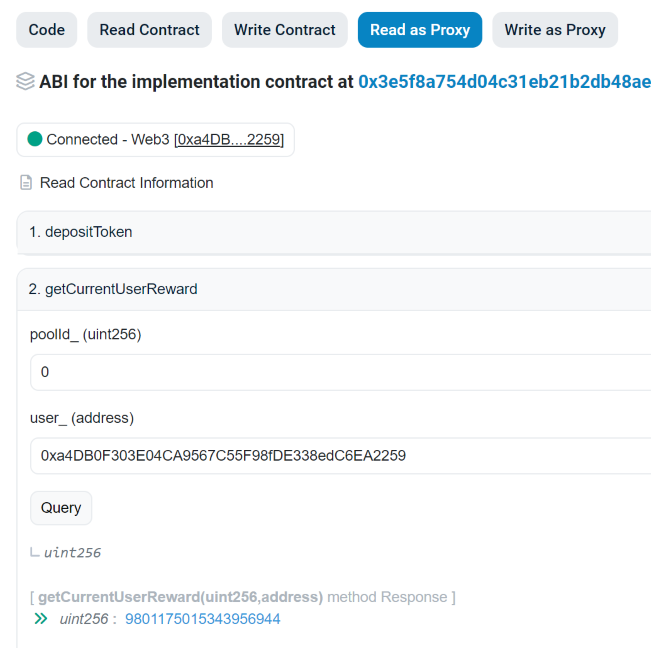 Code Read Contract Write Contract Read as Proxy Write as Proxy
ABI for the implementation contract at 0x3e5f8a754d04c31eb21b2db48ae
Connected - Web3 [0xa4DB....2259]
Read Contract Information
1. depositToken
2. getCurrentUserReward
poolId_ (uint256)
0
user_ (address)
0xa4DB0F303E04CA9567C55F98fDE338edC6EA2259
Query
uint256
[ getCurrentUserReward(uint256,address) method Response ]
uint256 : 9801175015343956944